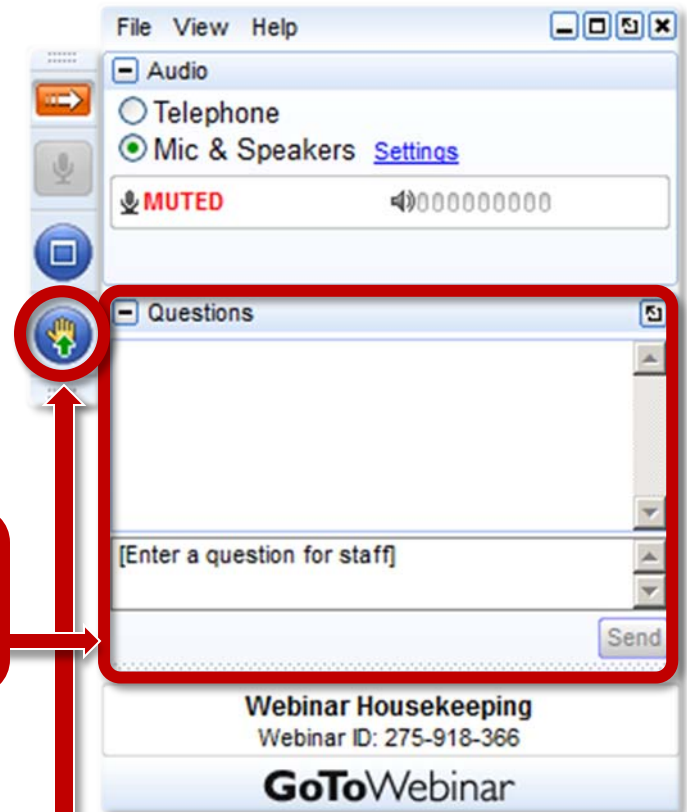 File View Help
Audio
Telephone
Mic & Speakers Settings
MUTED 000000000
Questions
[Enter a question for staff]
Send
Webinar Housekeeping
Webinar ID: 275-918-366
GoToWebinar